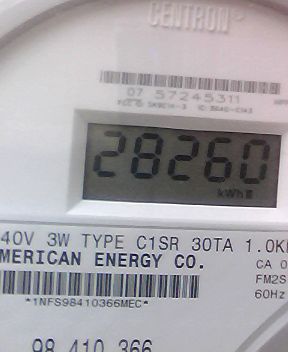 CENTRON
07 57245311
28260
kWh
40V 3W TYPE C1SR 30TA 1.0K
MERICAN ENERGY CO.
CA 0
FM2S
*1NFS98410366MEC*
60Hz
98 410 366